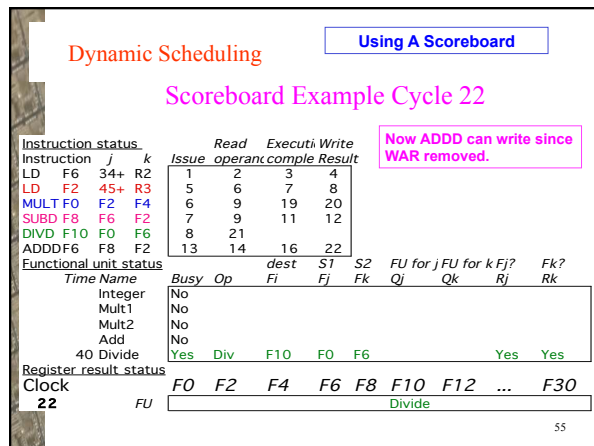 Using A Scoreboard
Dynamic Scheduling
Scoreboard Example Cycle 22
Now ADDD can write since
WAR removed.
Instruction status Read Executi Write
Instruction j k Issue operand comple Result
LD F6 34+ R2 1 2 3 4
LD F2 45+ R3 5 6 7 8
MULT F0 F2 F4 6 9 19 20
SUBD F8 F6 F2 7 9 11 12
DIVD F10 F0 F6 8 21
ADDD F6 F8 F2 13 14 16 22
Functional unit status dest S1 S2 FU for j FU for k Fj? Fk?
Time Name Busy Op Fi Fj Fk Qj Qk Rj Rk
Integer No
Mult1 No
Mult2 No
Add No
40 Divide Yes Div F10 F0 F6 Yes Yes
Register result status
Clock F0 F2 F4 F6 F8 F10 F12 ... F30
22 FU Divide
55